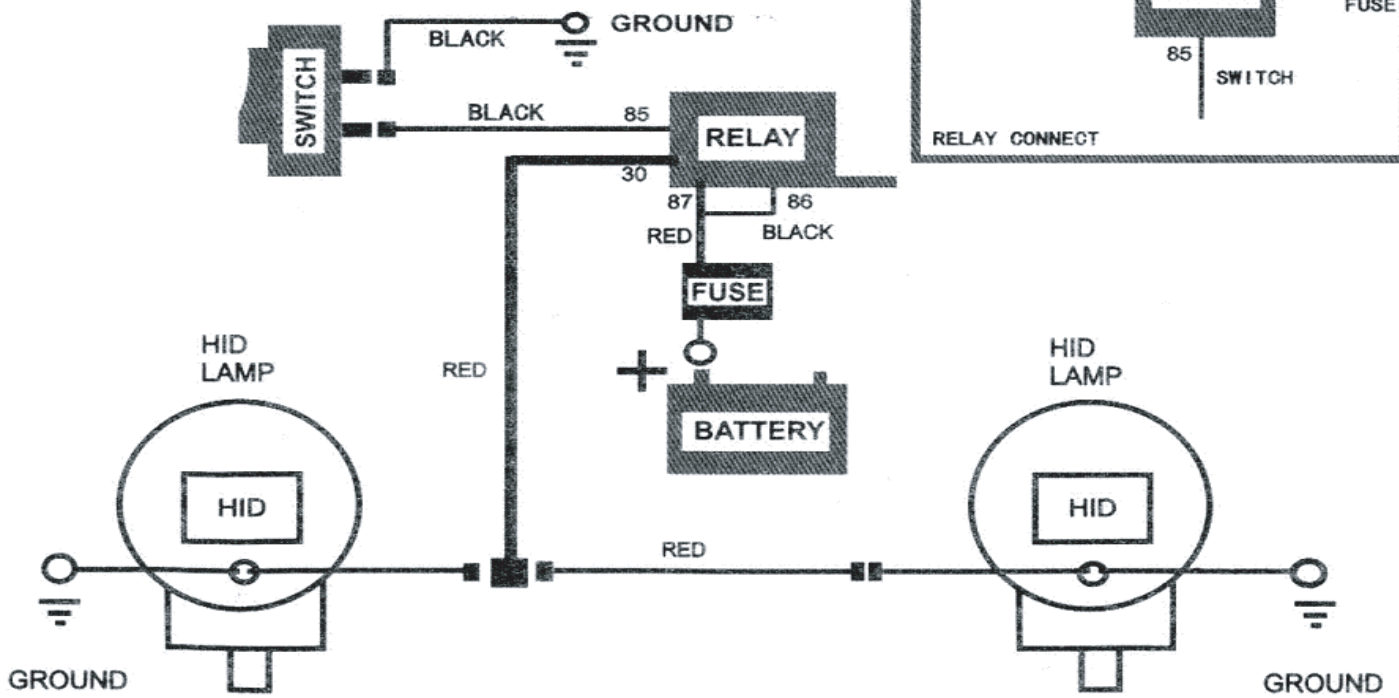 GROUND
FUSE
BLACK
SWITCH
85
SWITCH
BLACK
85
RELAY
RELAY CONNECT
30
87
86
RED
BLACK
FUSE
HID
LAMP
RED
+
HID
LAMP
BATTERY
HID
HID
RED
GROUND
GROUND